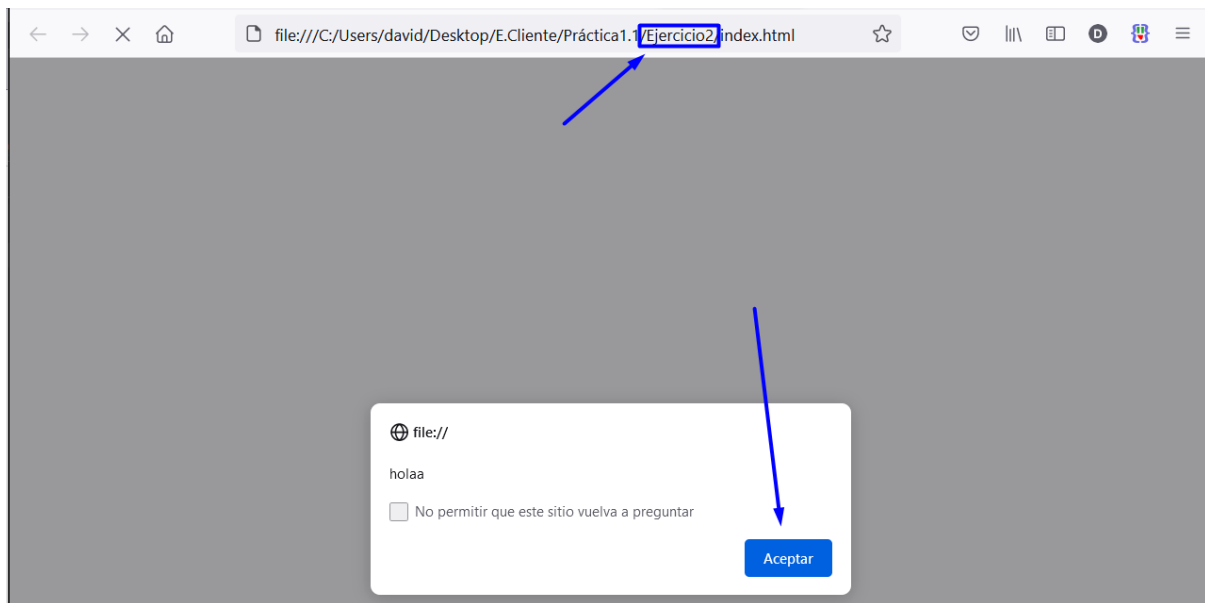 file:///C:/Users/david/Desktop/E.Cliente/Práctica1.1/Ejercicio2/index.html
D
file://
holaa
No permitir que este sitio vuelva a preguntar
Aceptar